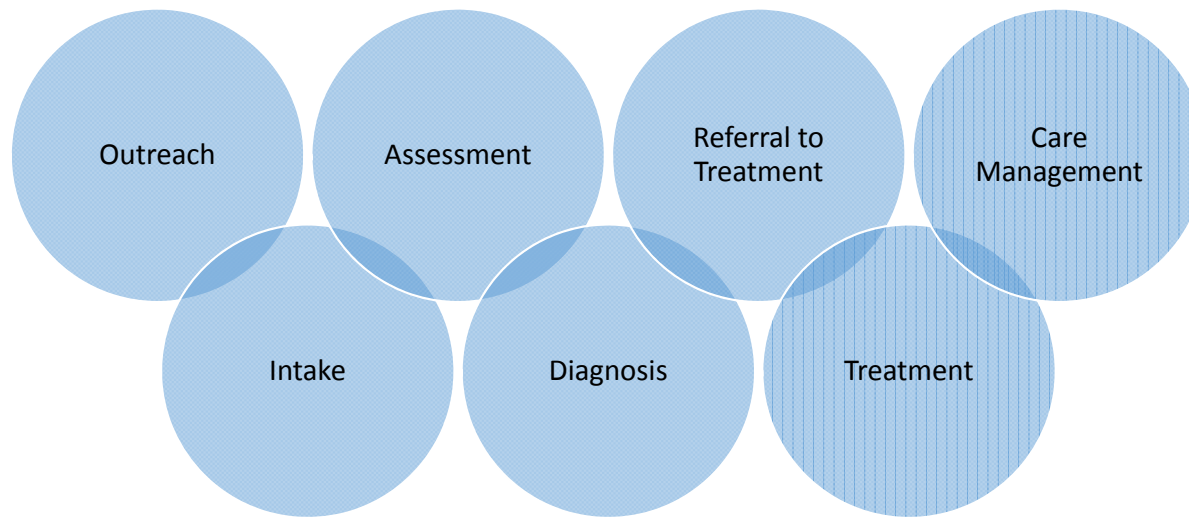 Outreach
Assessment
Referral to
Treatment
Care
Management
Intake
Diagnosis
Treatment